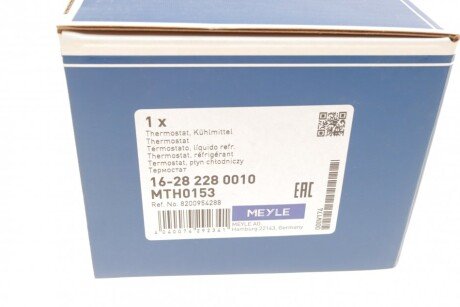 1 x
Thermostat, Kühlmittel
Thermostat
Termostato, líquido refr.
Thermostat, réfrigérant
Termostat, płyn chłodniczy
Термостат
16-28 228 0010
MTH0153
Ref. No. 8200954288
EAC
MEYLE
MEYLE AG
Hamburg 22143, Germany